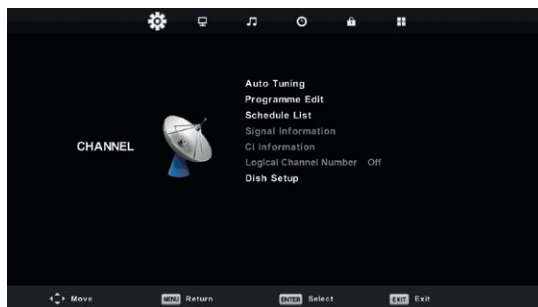 Auto Tuning
Programme Edit
Schedule List
Signal Information
CHANNEL
CI Information
Logical Channel Number Off
Dish Setup
Move MENU Return ENTER Select EXIT Exit